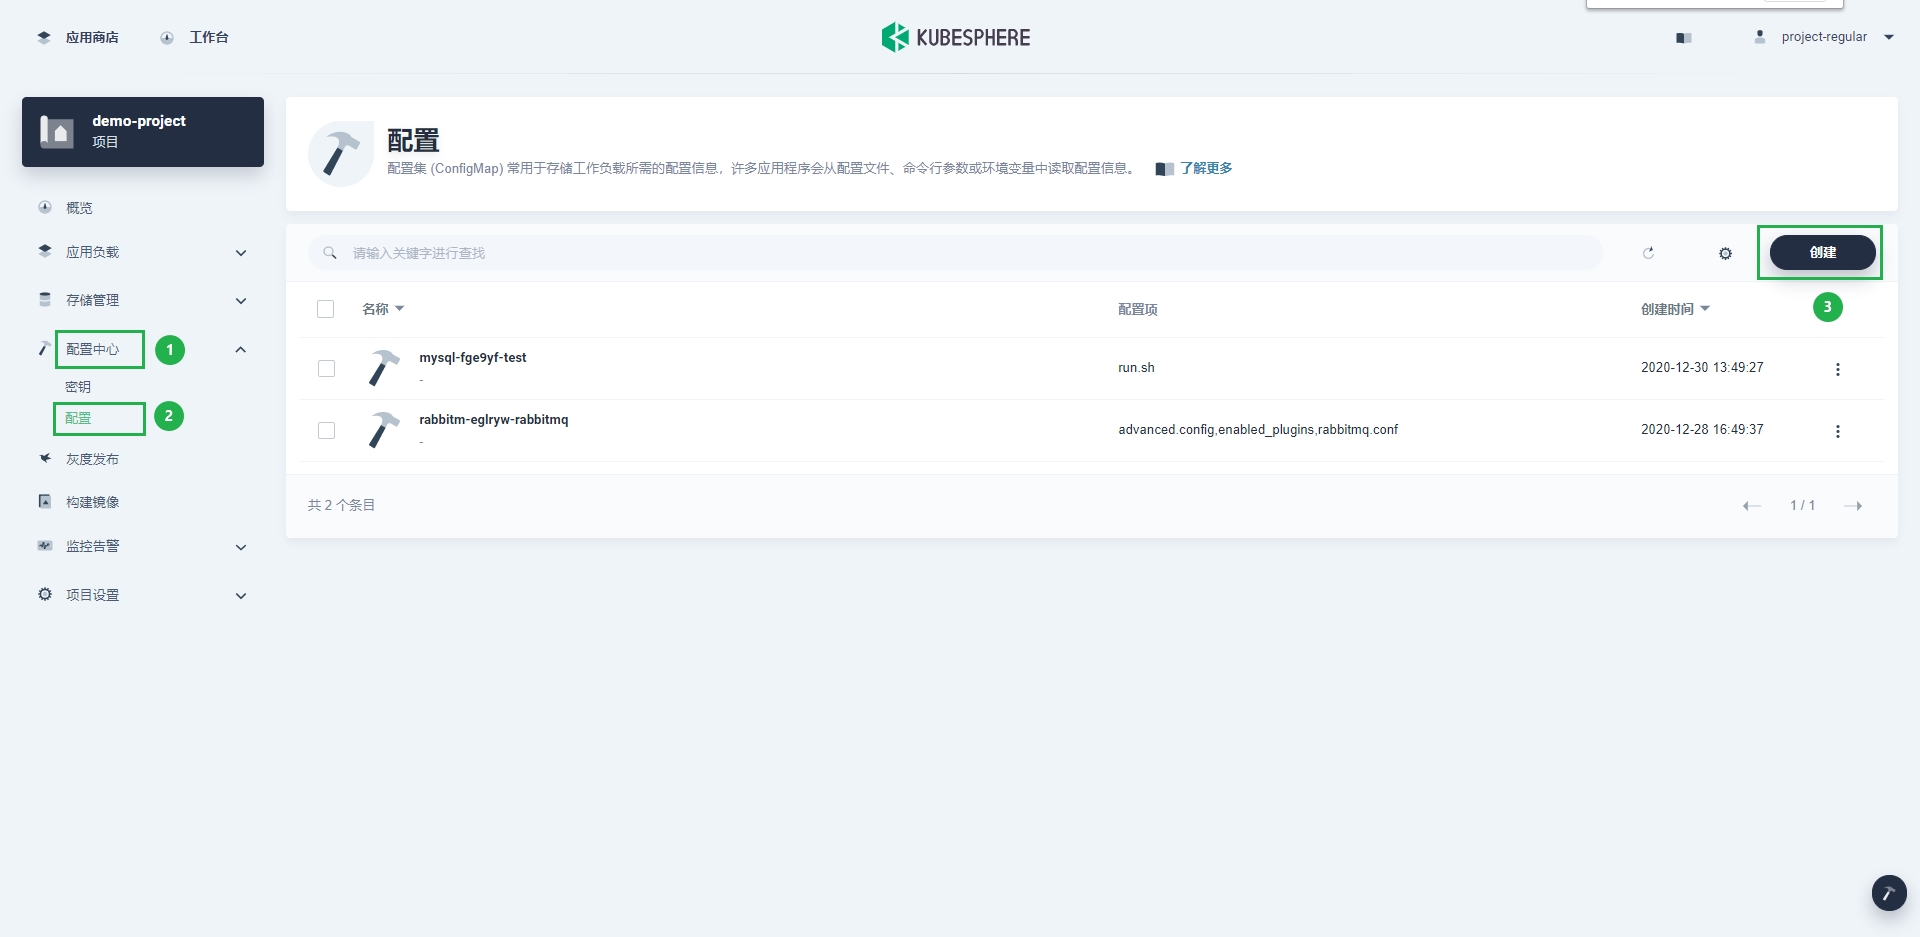 应用商店
工作台
KUBESPHERE
project-regular
demo-project
项目
概览
应用负载
存储管理
配置中心
1
密钥
配置
2
灰度发布
构建镜像
监控告警
项目设置
配置
配置集 (ConfigMap) 常用于存储工作负载所需的配置信息，许多应用程序会从配置文件、命令行参数或环境变量中读取配置信息。
了解更多
请输入关键字进行查找
创建
名称
配置项
创建时间
3
mysql-fge9yf-test
-
run.sh
2020-12-30 13:49:27
rabbitm-eglryw-rabbitmq
-
advanced.config,enabled_plugins,rabbitmq.conf
2020-12-28 16:49:37
共 2 个条目
1 / 1